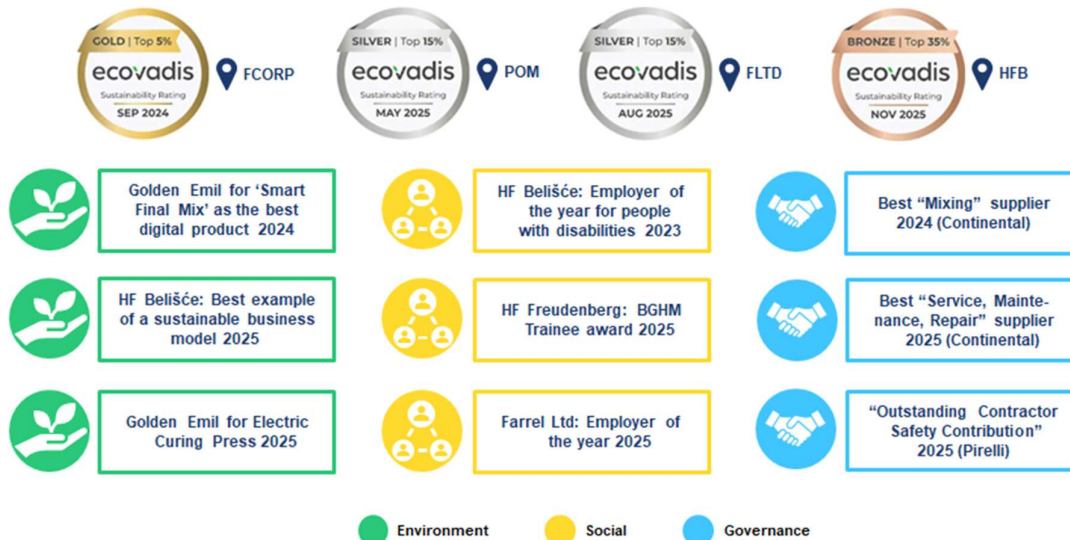 GOLD | Top 5%
ecovadis
Sustainability Rating
SEP 2024
FCORP
SILVER | Top 15%
ecovadis
Sustainability Rating
MAY 2025
POM
SILVER | Top 15%
ecovadis
Sustainability Rating
AUG 2025
FLTD
BRONZE | Top 35%
ecovadis
Sustainability Rating
NOV 2025
HFB
Golden Emil for ‘Smart
Final Mix’ as the best
digital product 2024
HF Belišće: Employer of
the year for people
with disabilities 2023
Best “Mixing” supplier
2024 (Continental)
HF Belišće: Best example
of a sustainable business
model 2025
HF Freudenberg: BGHM
Trainee award 2025
Best “Service, Mainte-
nance, Repair” supplier
2025 (Continental)
Golden Emil for Electric
Curing Press 2025
Farrel Ltd: Employer of
the year 2025
“Outstanding Contractor
Safety Contribution”
2025 (Pirelli)
Environment
Social
Governance